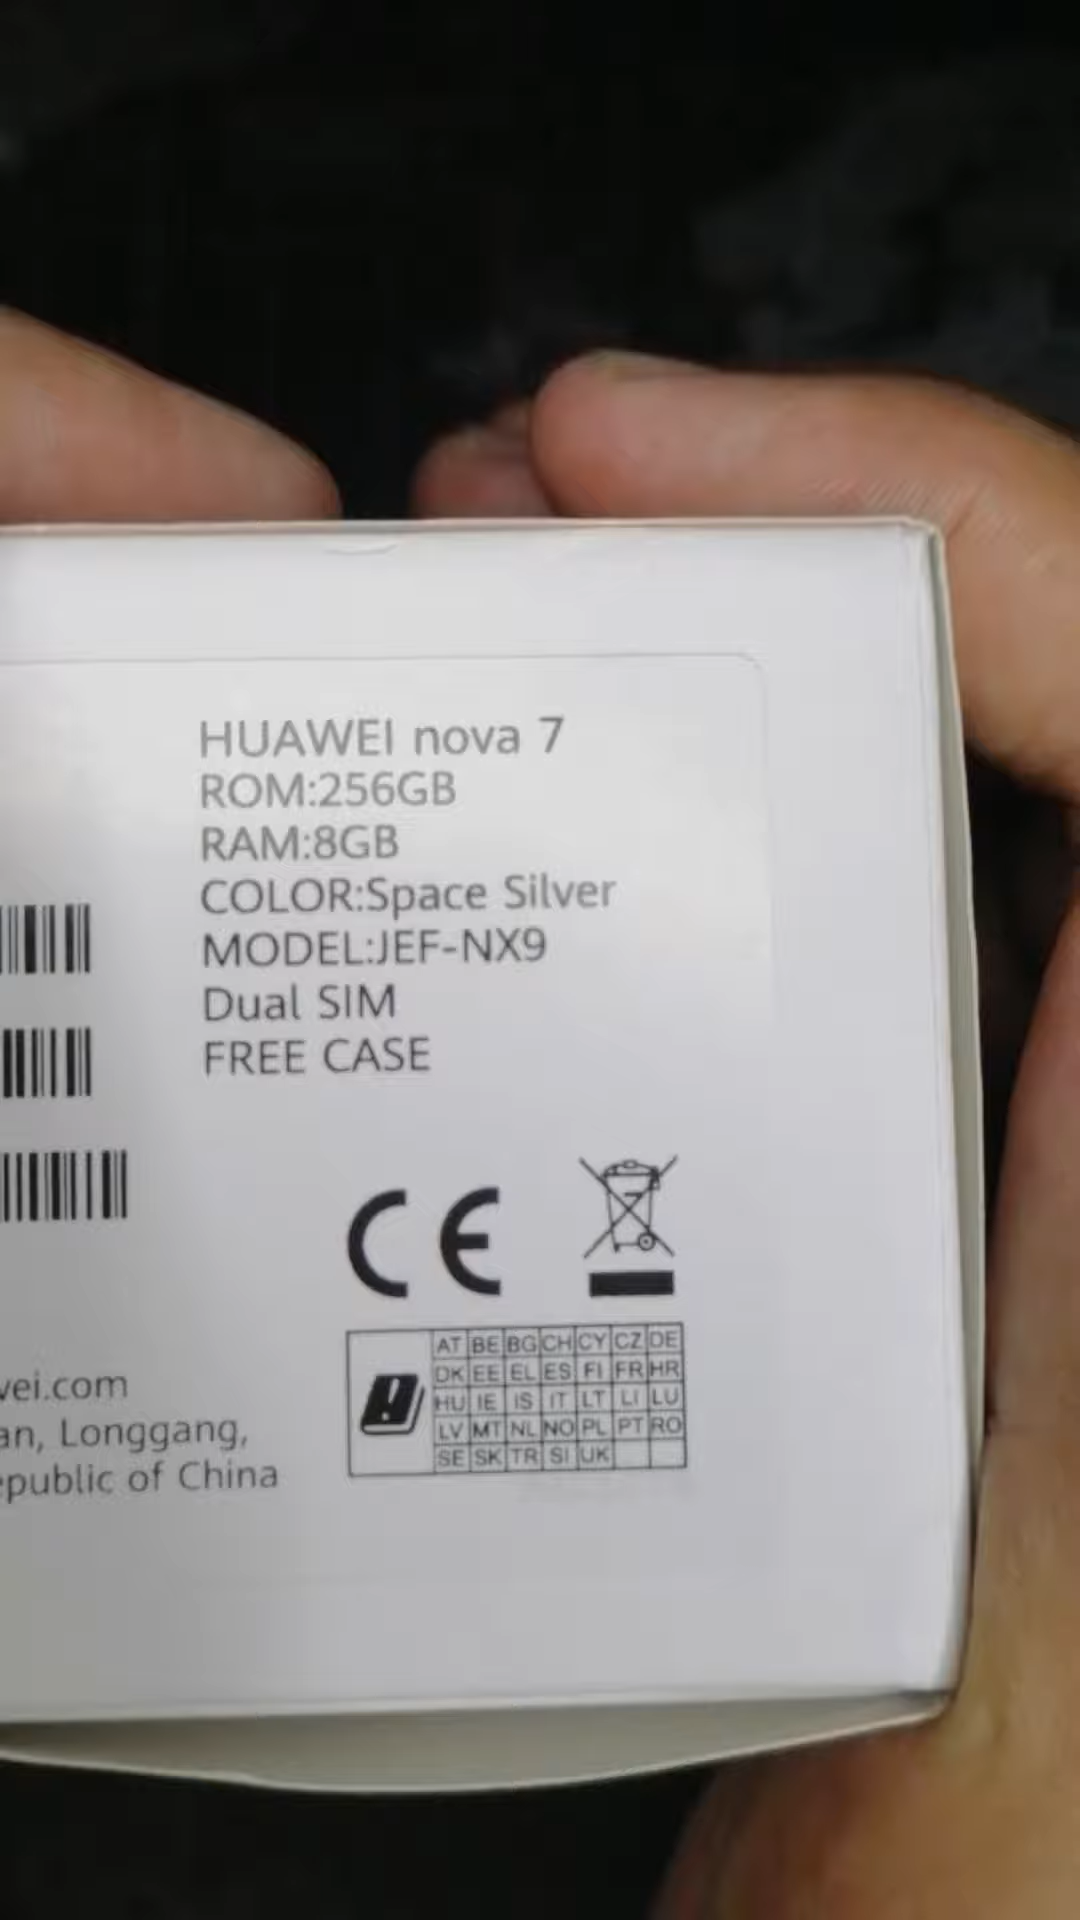 HUAWEI nova 7
ROM:256GB
RAM:8GB
COLOR:Space Silver
MODEL:JEF-NX9
Dual SIM
FREE CASE
CE
AT BE BG CH CY CZ DE
DK EE EL ES FI FR HR
HU IE IS IT LT LI LU
LV MT NL NO PL PT RO
SE SK TR SI UK
vei.com
an, Longgang,
epublic of China